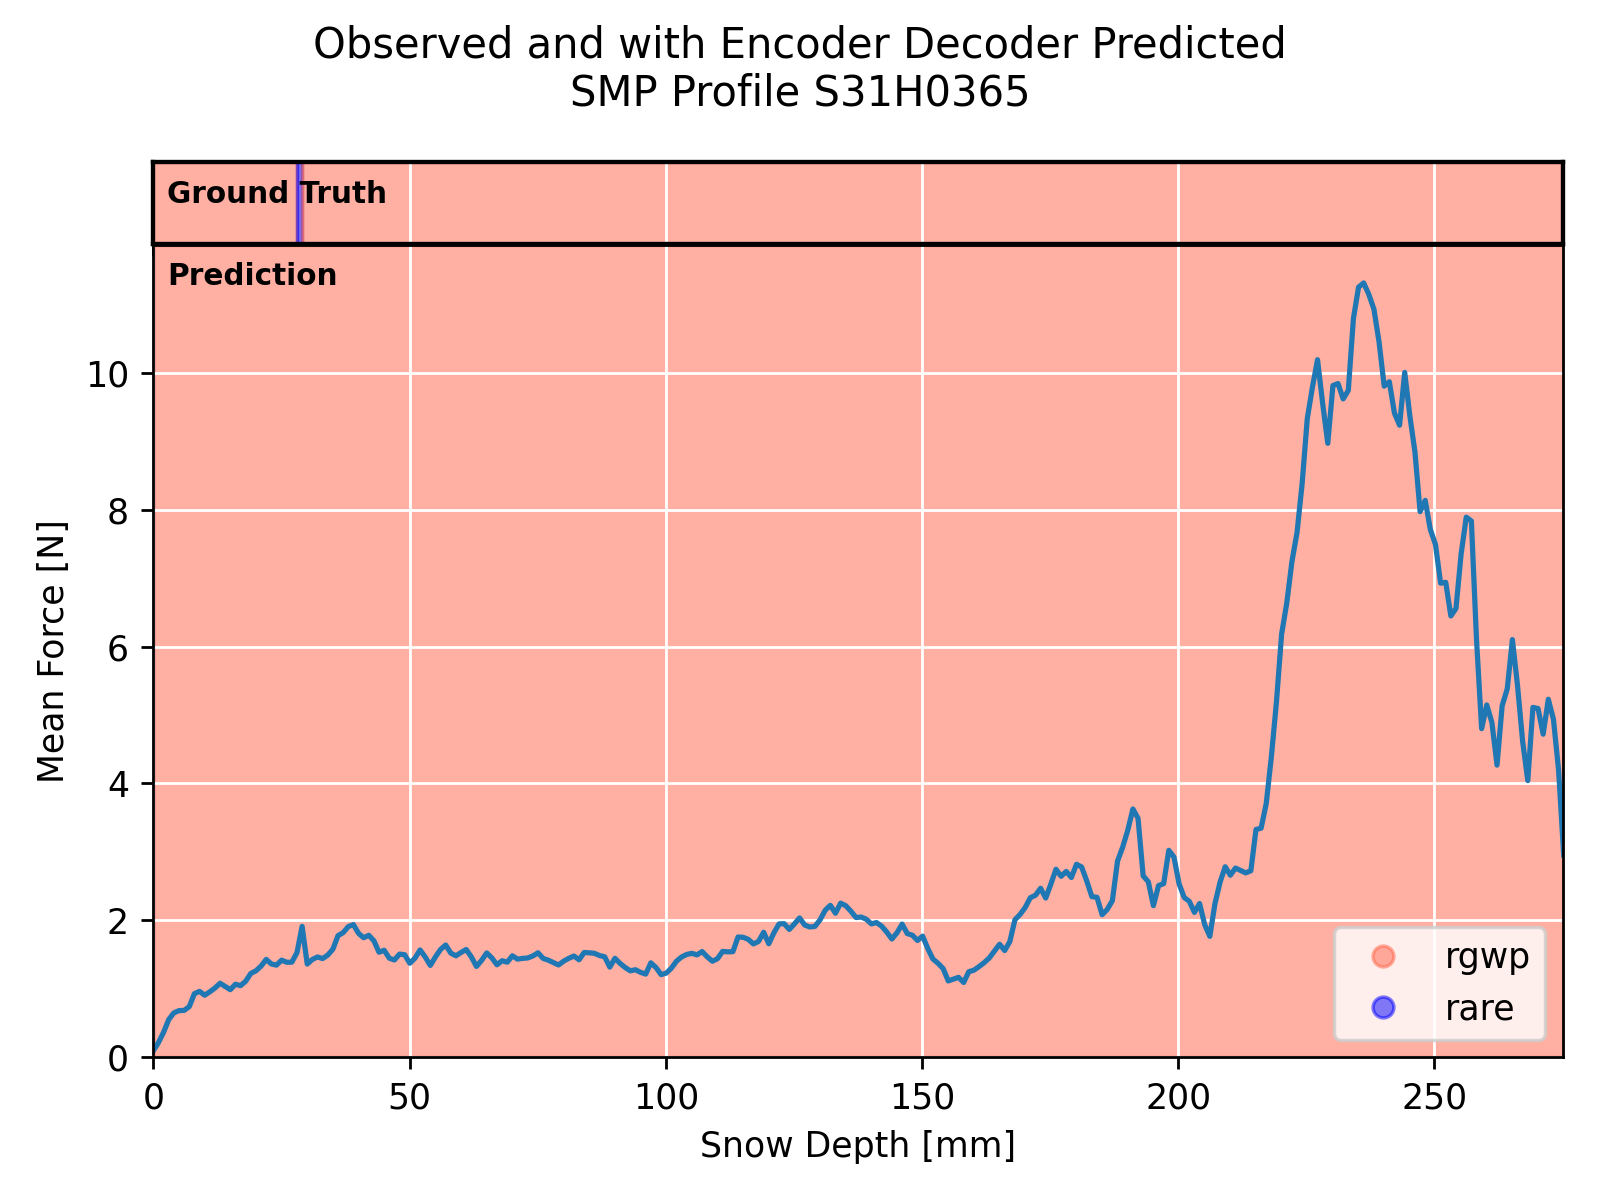 Observed and with Encoder Decoder Predicted
SMP Profile S31H0365
Ground Truth
Prediction
10
8
6
4
2
0
Mean Force [N]
0 50 100 150 200 250
Snow Depth [mm]
rgwp
rare